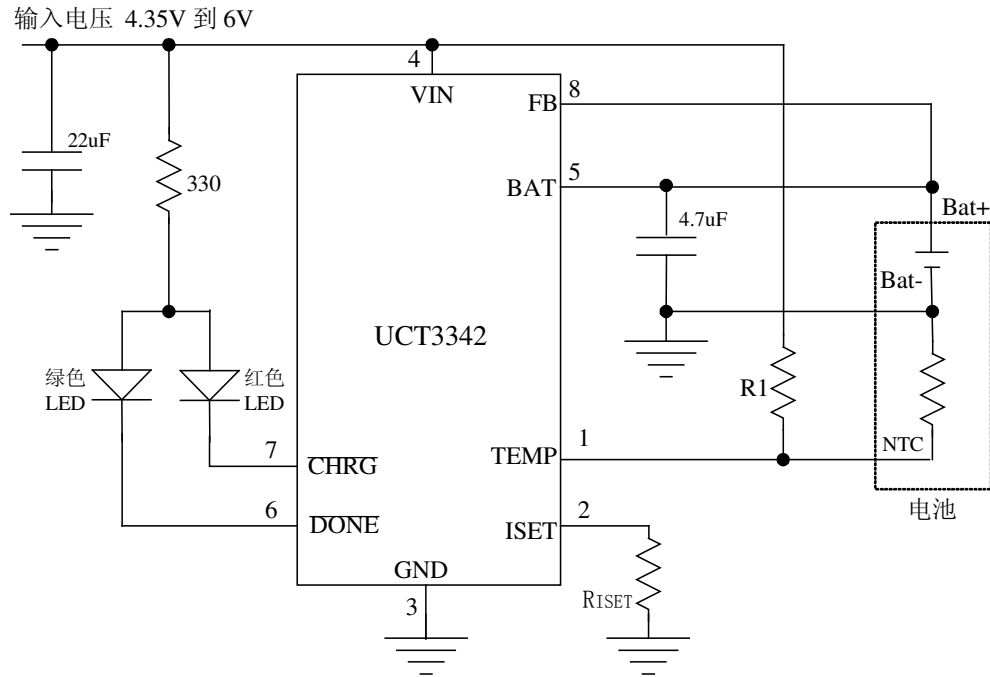 输入电压 4.35V 到 6V
4
VIN
8
FB
22uF
330
5
BAT
4.7uF
Bat+
Bat-
UCT3342
绿色
LED
红色
LED
R1
7
CHRG
1
TEMP
NTC
6
DONE
2
ISET
电池
GND
3
RISET